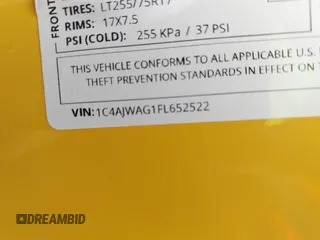 FRONT
TIRES: LT255/75R17
RIMS: 17X7.5
PSI (COLD): 255 KPa / 37 PSI
THIS VEHICLE CONFORMS TO ALL APPLICABLE U.S.
THEFT PREVENTION STANDARDS IN EFFECT ON
VIN:1C4AJWAG1FL652522
DREAMBID